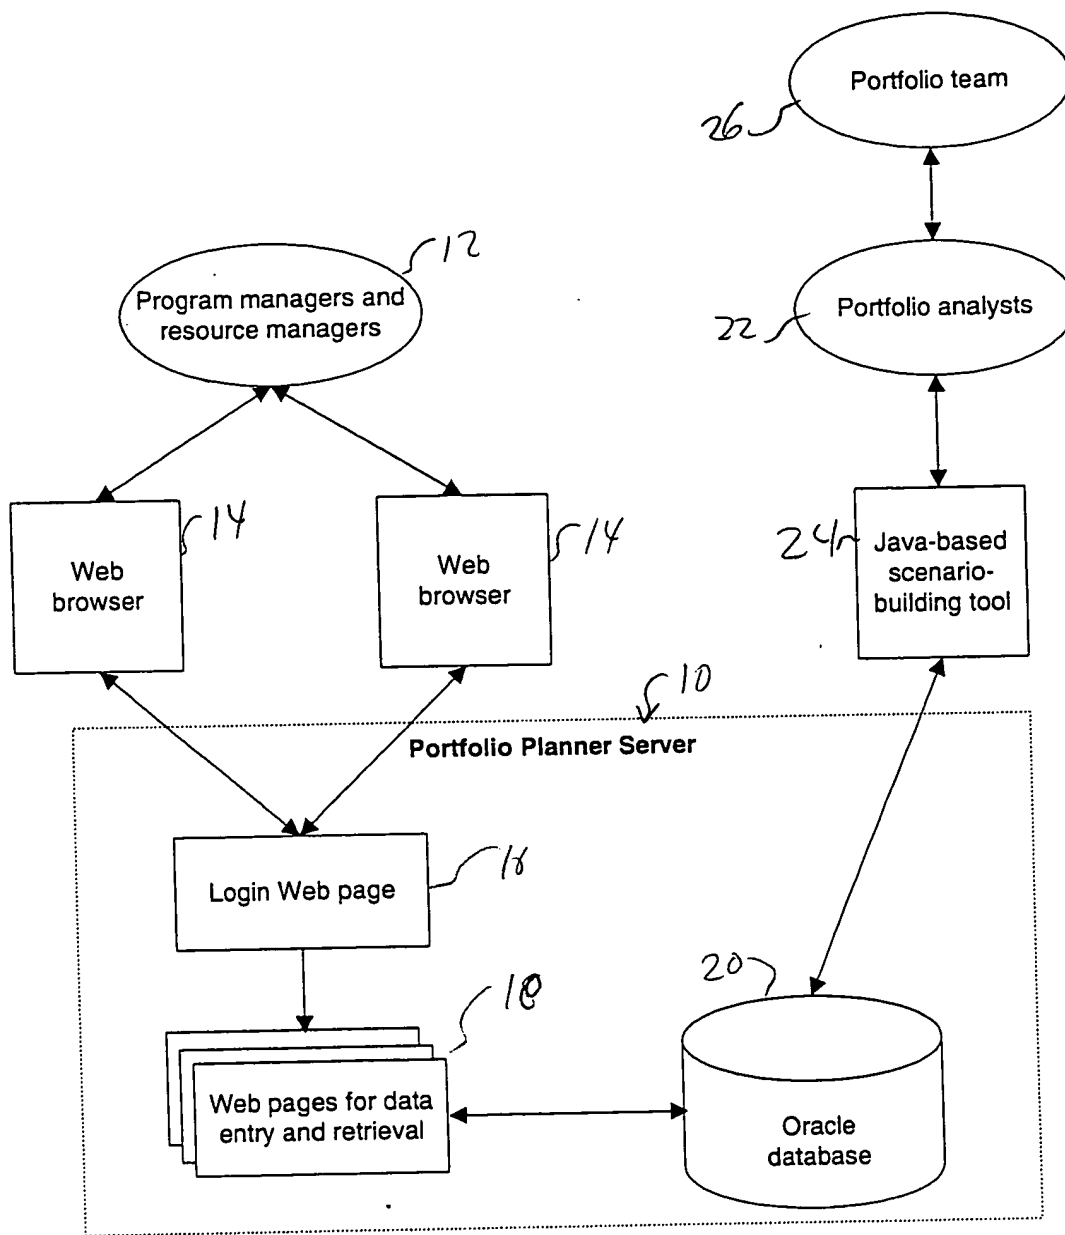 Portfolio team
26
12
Program managers and
resource managers
Portfolio analysts
22
14
Web
browser
14
Web
browser
24
Java-based
scenario-
building tool
10
Portfolio Planner Server
Login Web page
20
18
Web pages for data
entry and retrieval
Oracle
database